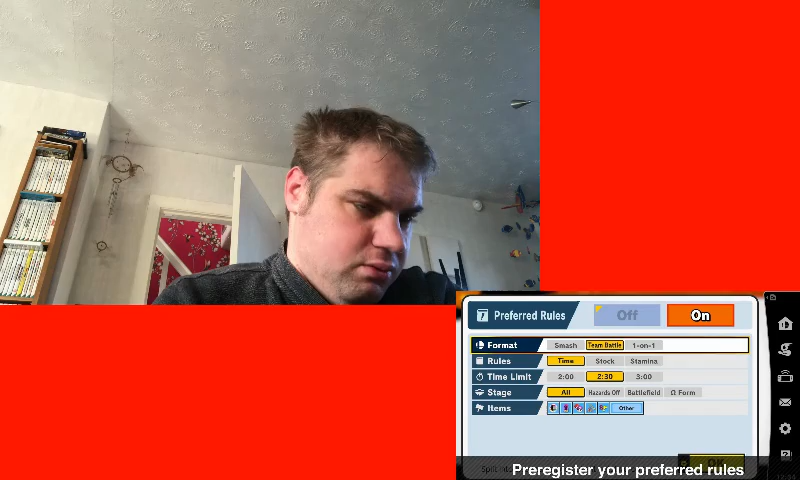 Preferred Rules Off On
Format Smash Team Battle 1-on-1
Rules Time Stock Stamina
Time Limit 2:00 2:30 3:00
Stage All Hazards Off Battlefield Ω Form
Items Other
OK
Preregister your preferred rules